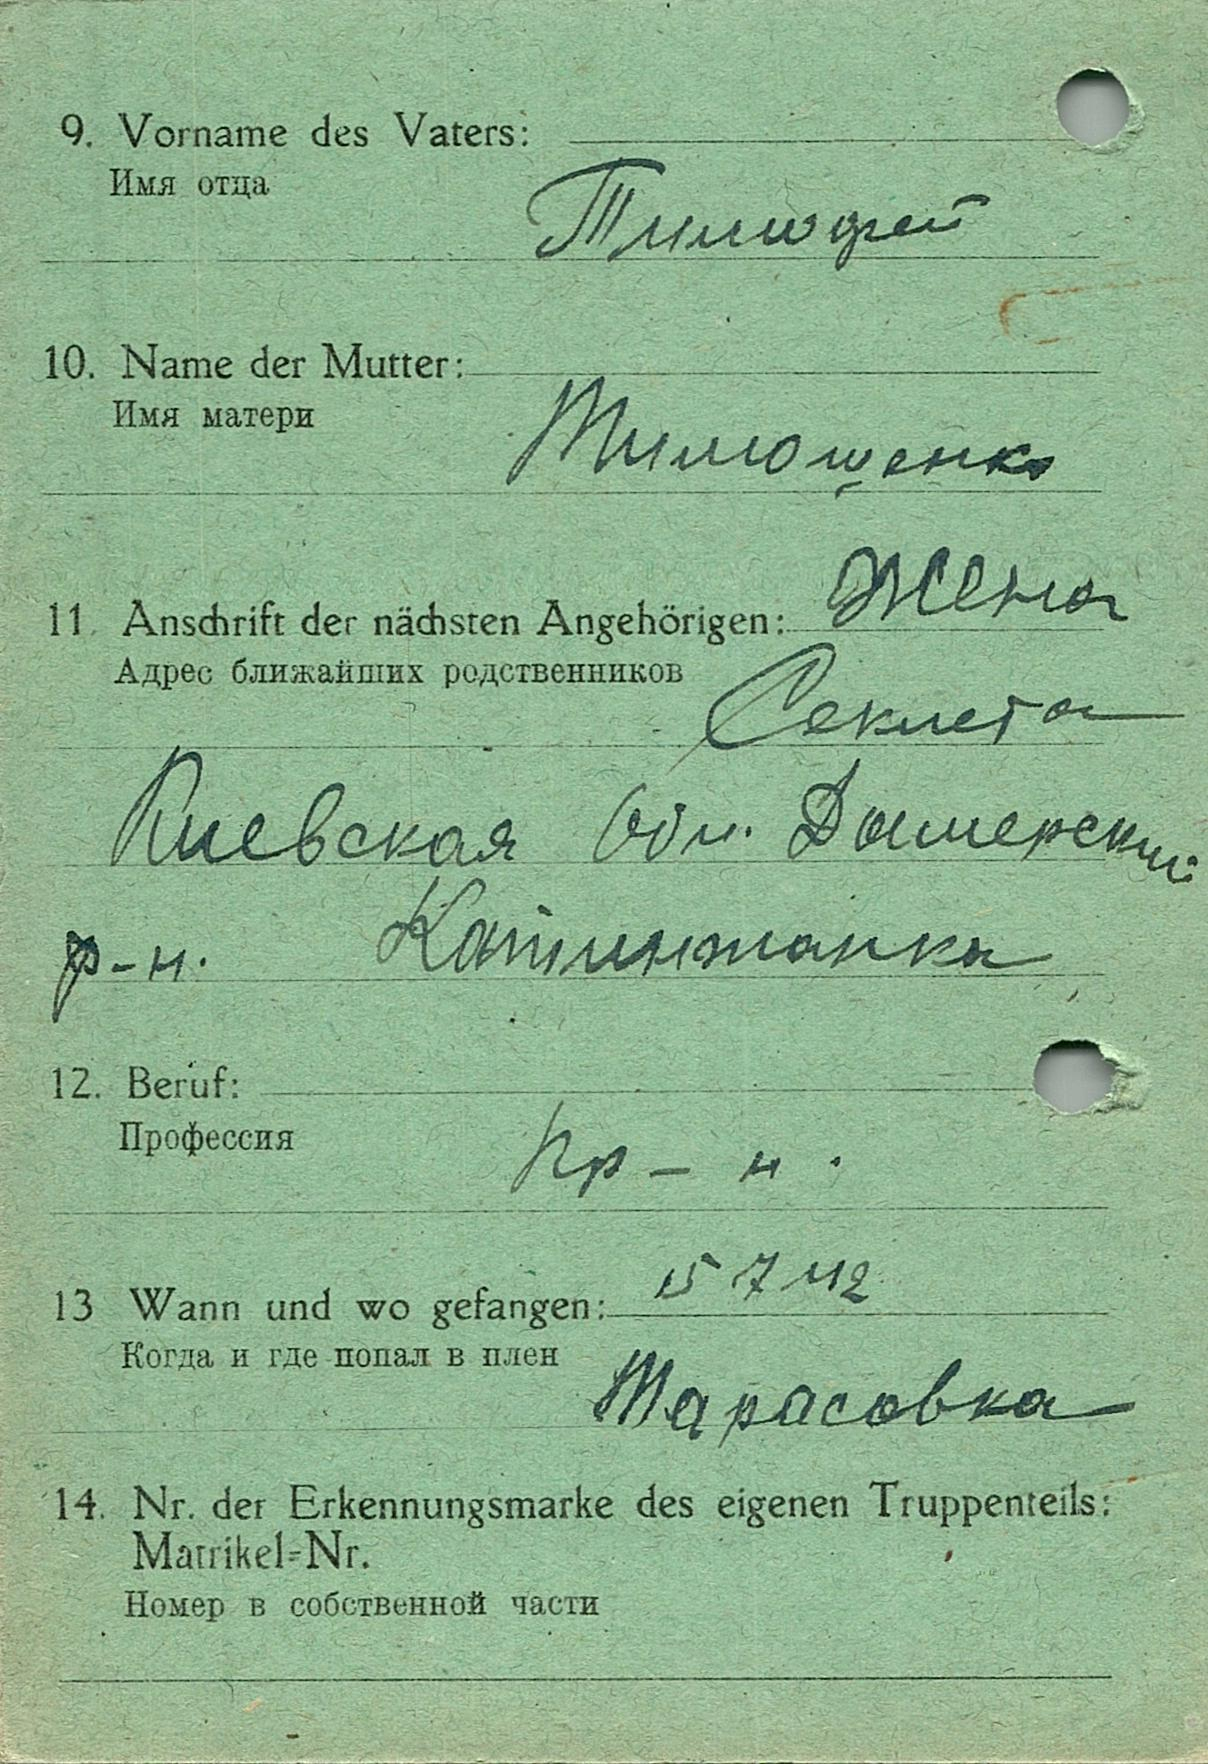 9. Vorname des Vaters:
Имя отца
Тимофей
10. Name der Mutter:
Имя матери
Тимошенко
11. Anschrift der nächsten Angehörigen: Жена
Адрес ближайших родственников
Секлета
Киевская обл. Дымерский
р-н. Катюжанка
12. Beruf:
Профессия
Кр-н.
13 Wann und wo gefangen: 15 7 42
Когда и где попал в плен
Тарасовка
14. Nr. der Erkennungsmarke des eigenen Truppenteils:
Matrikel=Nr.
Номер в собственной части